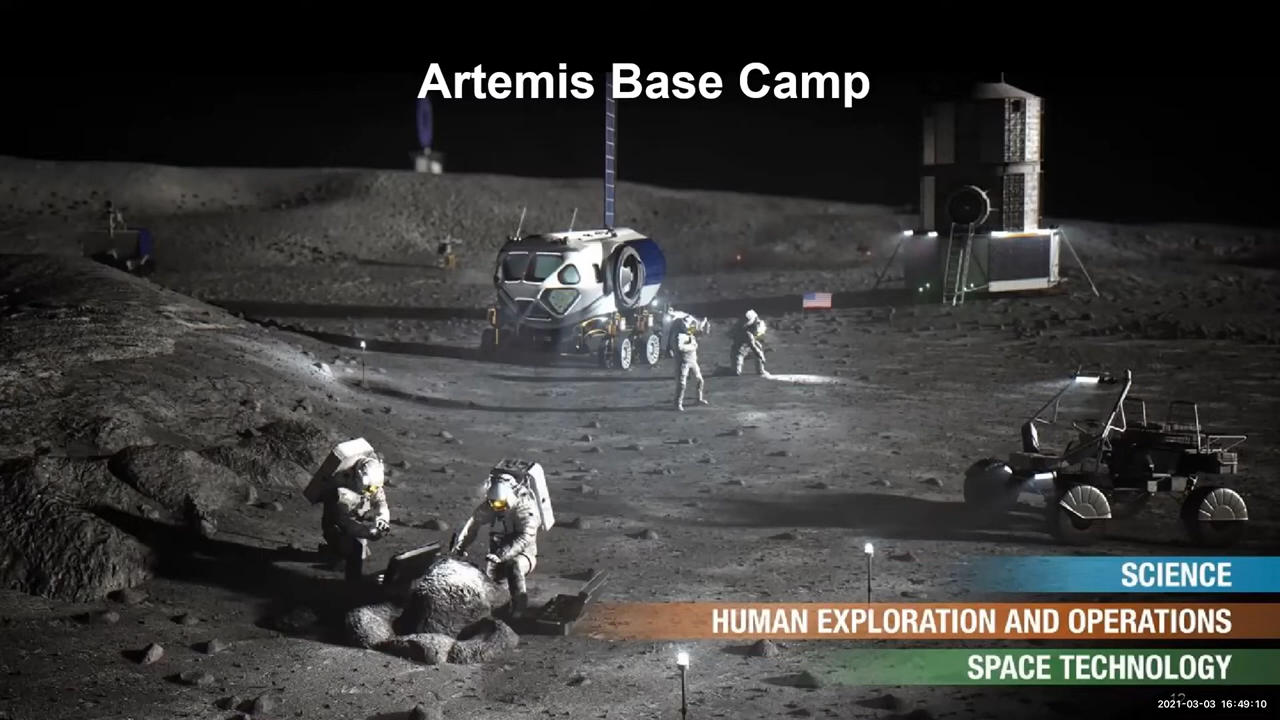 Artemis Base Camp
SCIENCE
HUMAN EXPLORATION AND OPERATIONS
SPACE TECHNOLOGY
2021-03-03 16:49:10